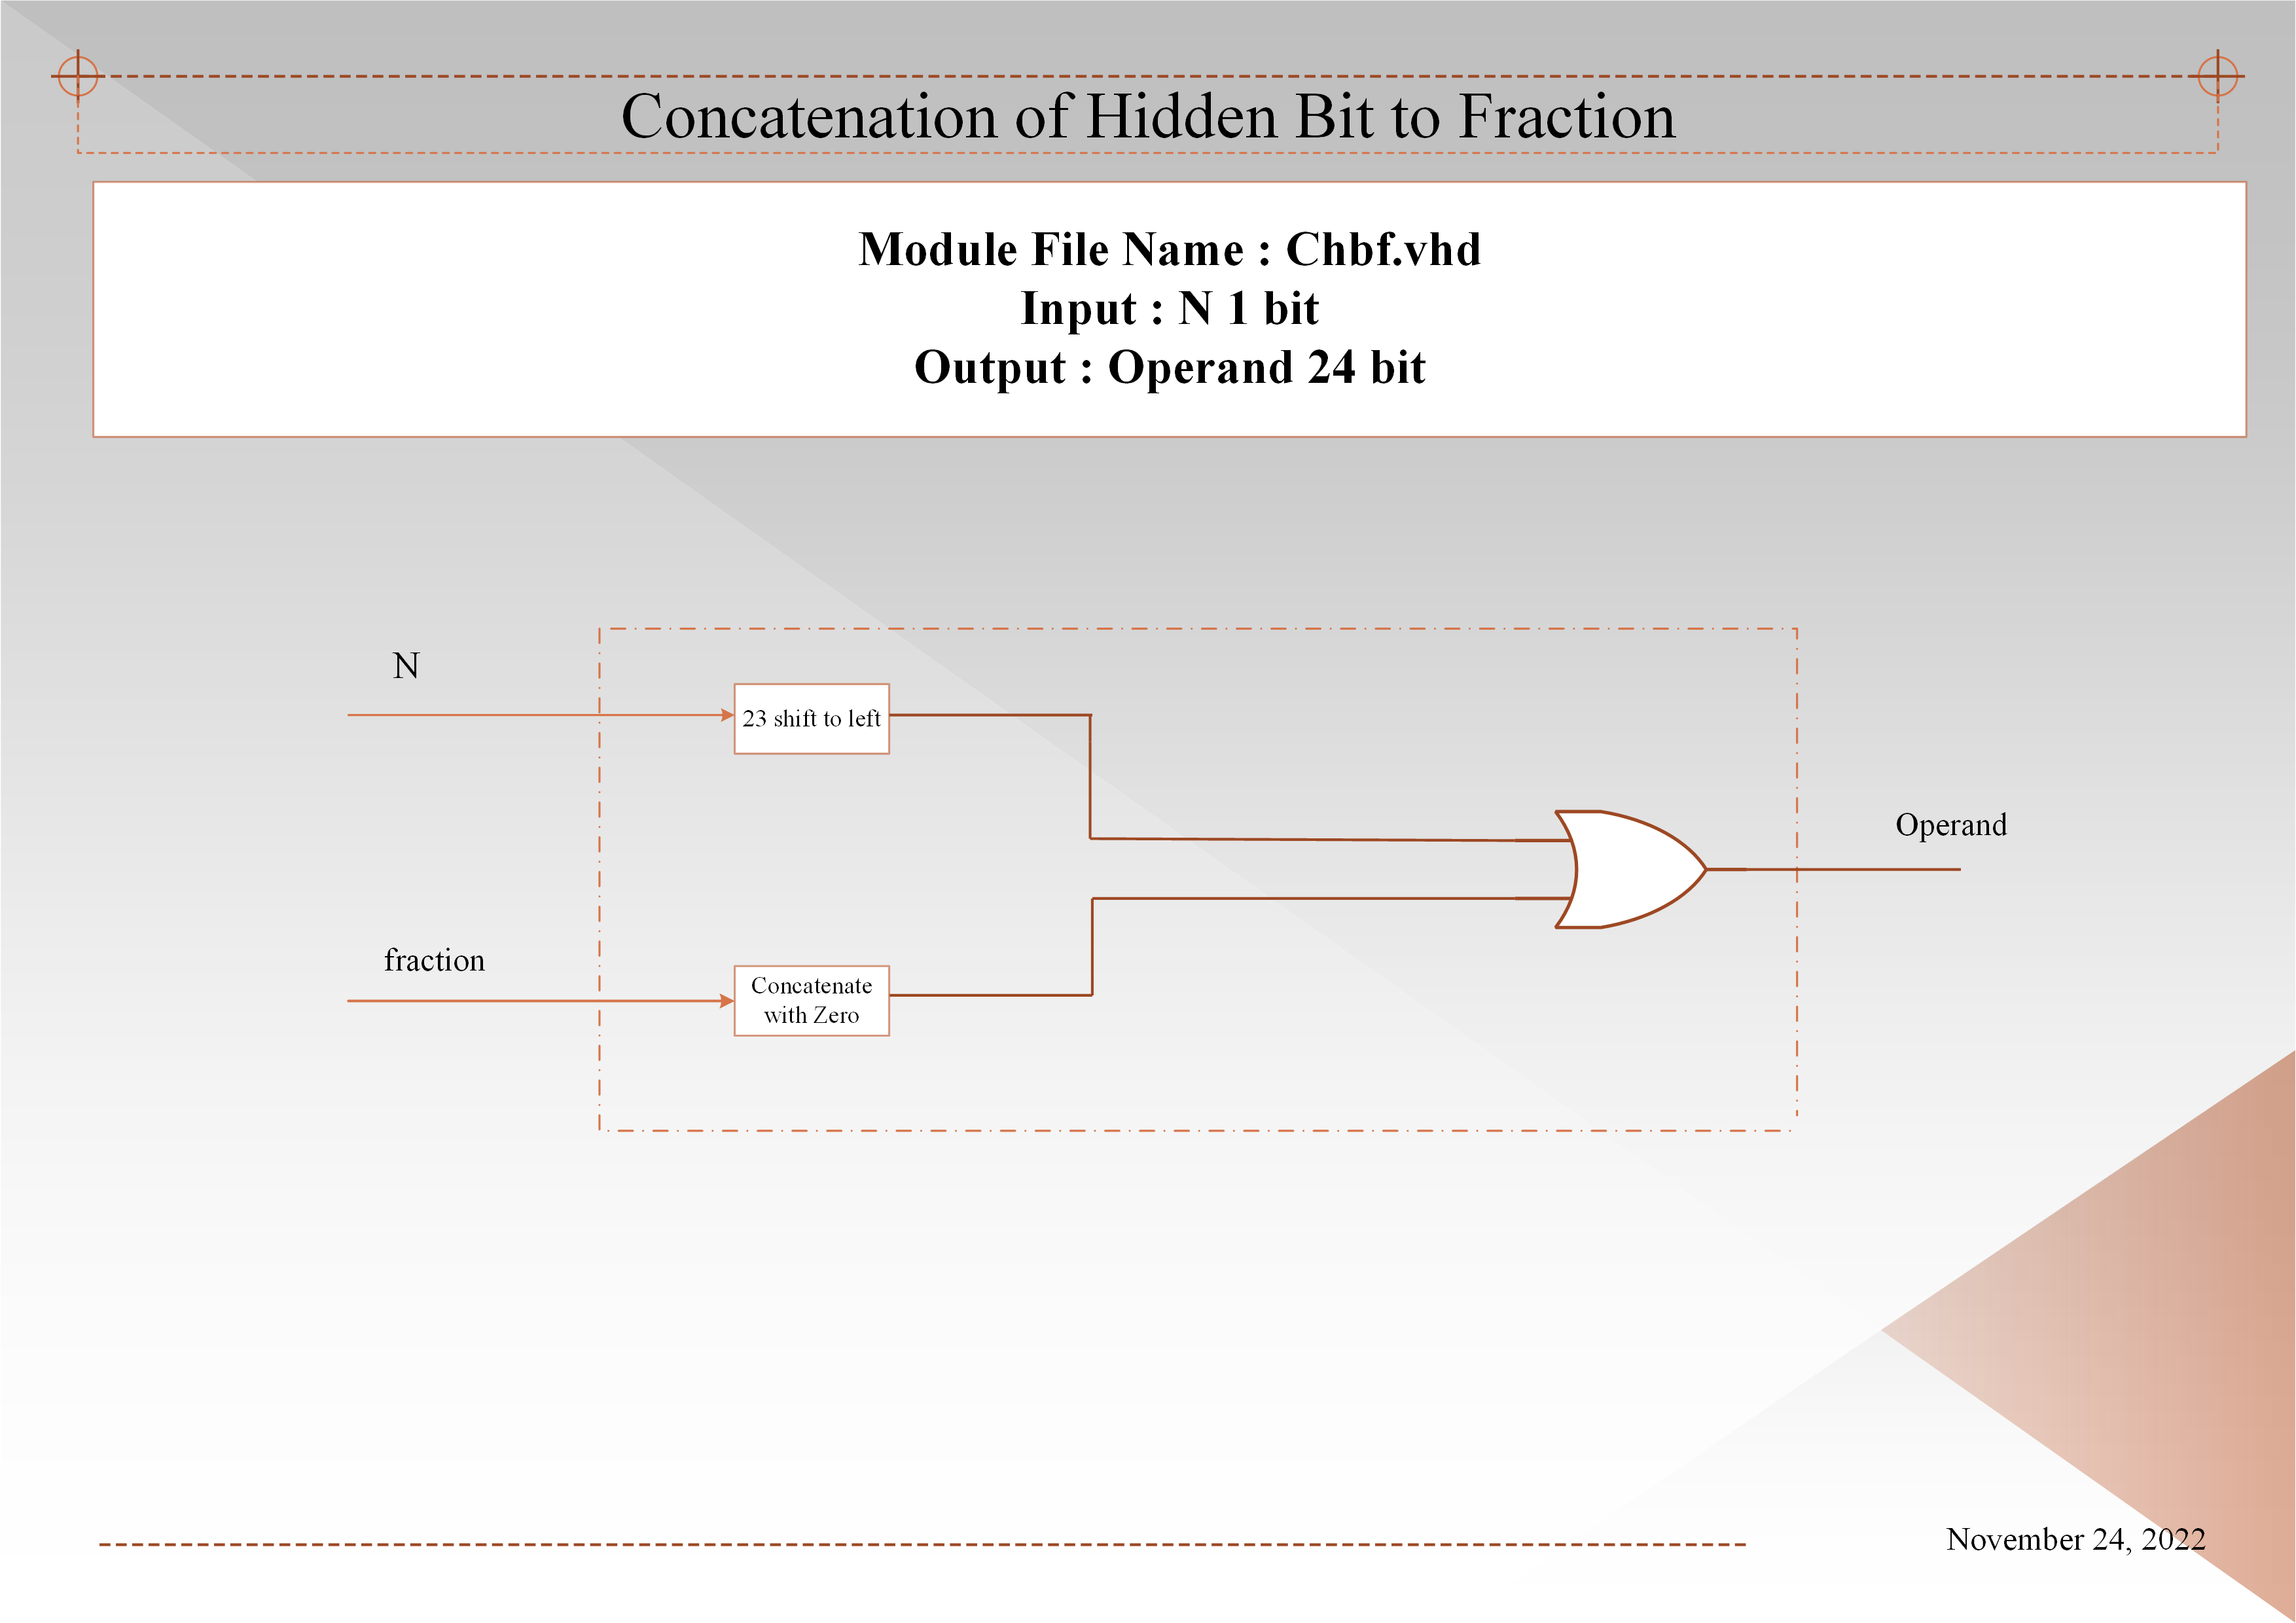 Concatenation of Hidden Bit to Fraction
Module File Name : Chbf.vhd
Input : N 1 bit
Output : Operand 24 bit
N
23 shift to left
Operand
fraction
Concatenate
with Zero
November 24, 2022